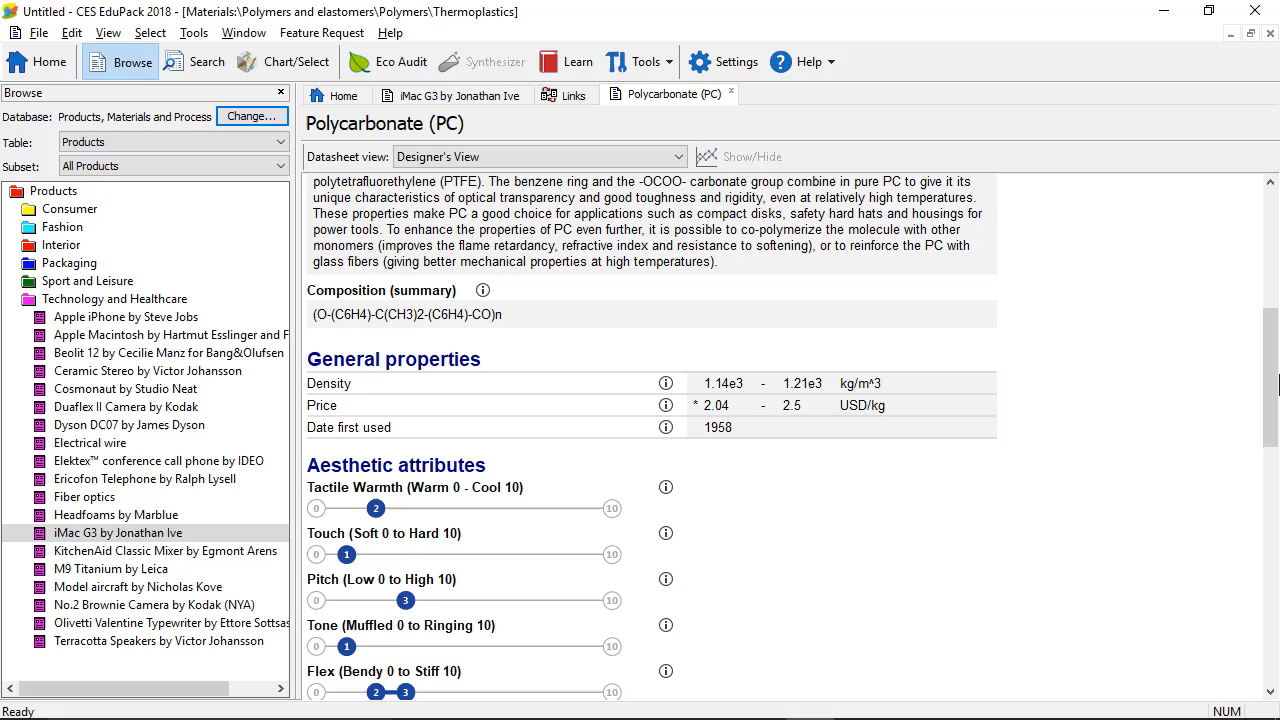 Untitled - CES EduPack 2018 - [Materials:\Polymers and elastomers\Polymers\Thermoplastics]
File Edit View Select Tools Window Feature Request Help
Home Browse Search Chart/Select Eco Audit Synthesizer Learn Tools Settings Help
Browse
Database: Products, Materials and Process Change...
Table: Products
Subset: All Products
Products
Consumer
Fashion
Interior
Packaging
Sport and Leisure
Technology and Healthcare
Apple iPhone by Steve Jobs
Apple Macintosh by Hartmut Esslinger and F
Beolit 12 by Cecilie Manz for Bang&Olufsen
Ceramic Stereo by Victor Johansson
Cosmonaut by Studio Neat
Duaflex II Camera by Kodak
Dyson DC07 by James Dyson
Electrical wire
Elektex™ conference call phone by IDEO
Ericofon Telephone by Ralph Lysell
Fiber optics
Headfoams by Marblue
iMac G3 by Jonathan Ive
KitchenAid Classic Mixer by Egmont Arens
M9 Titanium by Leica
Model aircraft by Nicholas Kove
No.2 Brownie Camera by Kodak (NYA)
Olivetti Valentine Typewriter by Ettore Sottsas
Terracotta Speakers by Victor Johansson
Home iMac G3 by Jonathan Ive Links Polycarbonate (PC)
Polycarbonate (PC)
Datasheet view: Designer's View Show/Hide
polytetrafluorethylene (PTFE). The benzene ring and the -OCOO- carbonate group combine in pure PC to give it its
unique characteristics of optical transparency and good toughness and rigidity, even at relatively high temperatures.
These properties make PC a good choice for applications such as compact disks, safety hard hats and housings for
power tools. To enhance the properties of PC even further, it is possible to co-polymerize the molecule with other
monomers (improves the flame retardancy, refractive index and resistance to softening), or to reinforce the PC with
glass fibers (giving better mechanical properties at high temperatures).
Composition (summary)
(O-(C6H4)-C(CH3)2-(C6H4)-CO)n
General properties
Density 1.14e3 - 1.21e3 kg/m^3
Price * 2.04 - 2.5 USD/kg
Date first used 1958
Aesthetic attributes
Tactile Warmth (Warm 0 - Cool 10)
0 2 10
Touch (Soft 0 to Hard 10)
0 1 10
Pitch (Low 0 to High 10)
0 3 10
Tone (Muffled 0 to Ringing 10)
0 1 10
Flex (Bendy 0 to Stiff 10)
0 2 3 10
Ready NUM